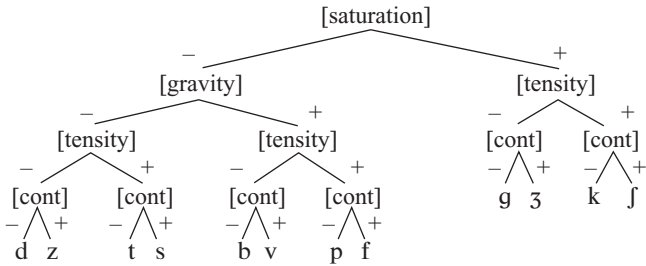 [saturation]
– +
[gravity] [tensity]
– + – +
[tensity] [tensity] [cont] [cont]
– + – + – + – +
[cont] [cont] [cont] [cont] ɡ ʒ k ʃ
– + – + – + – +
d z t s b v p f